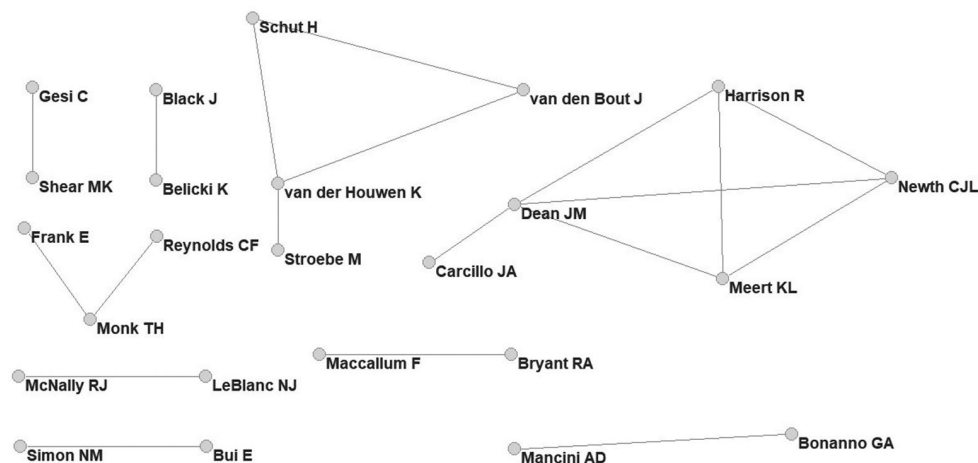 Schut H
Gesi C
Black J
van den Bout J
Harrison R
Shear MK
Belicki K
van der Houwen K
Newth CJL
Dean JM
Frank E
Reynolds CF
Stroebe M
Carcillo JA
Meert KL
Monk TH
Maccallum F
Bryant RA
McNally RJ
LeBlanc NJ
Simon NM
Bui E
Mancini AD
Bonanno GA